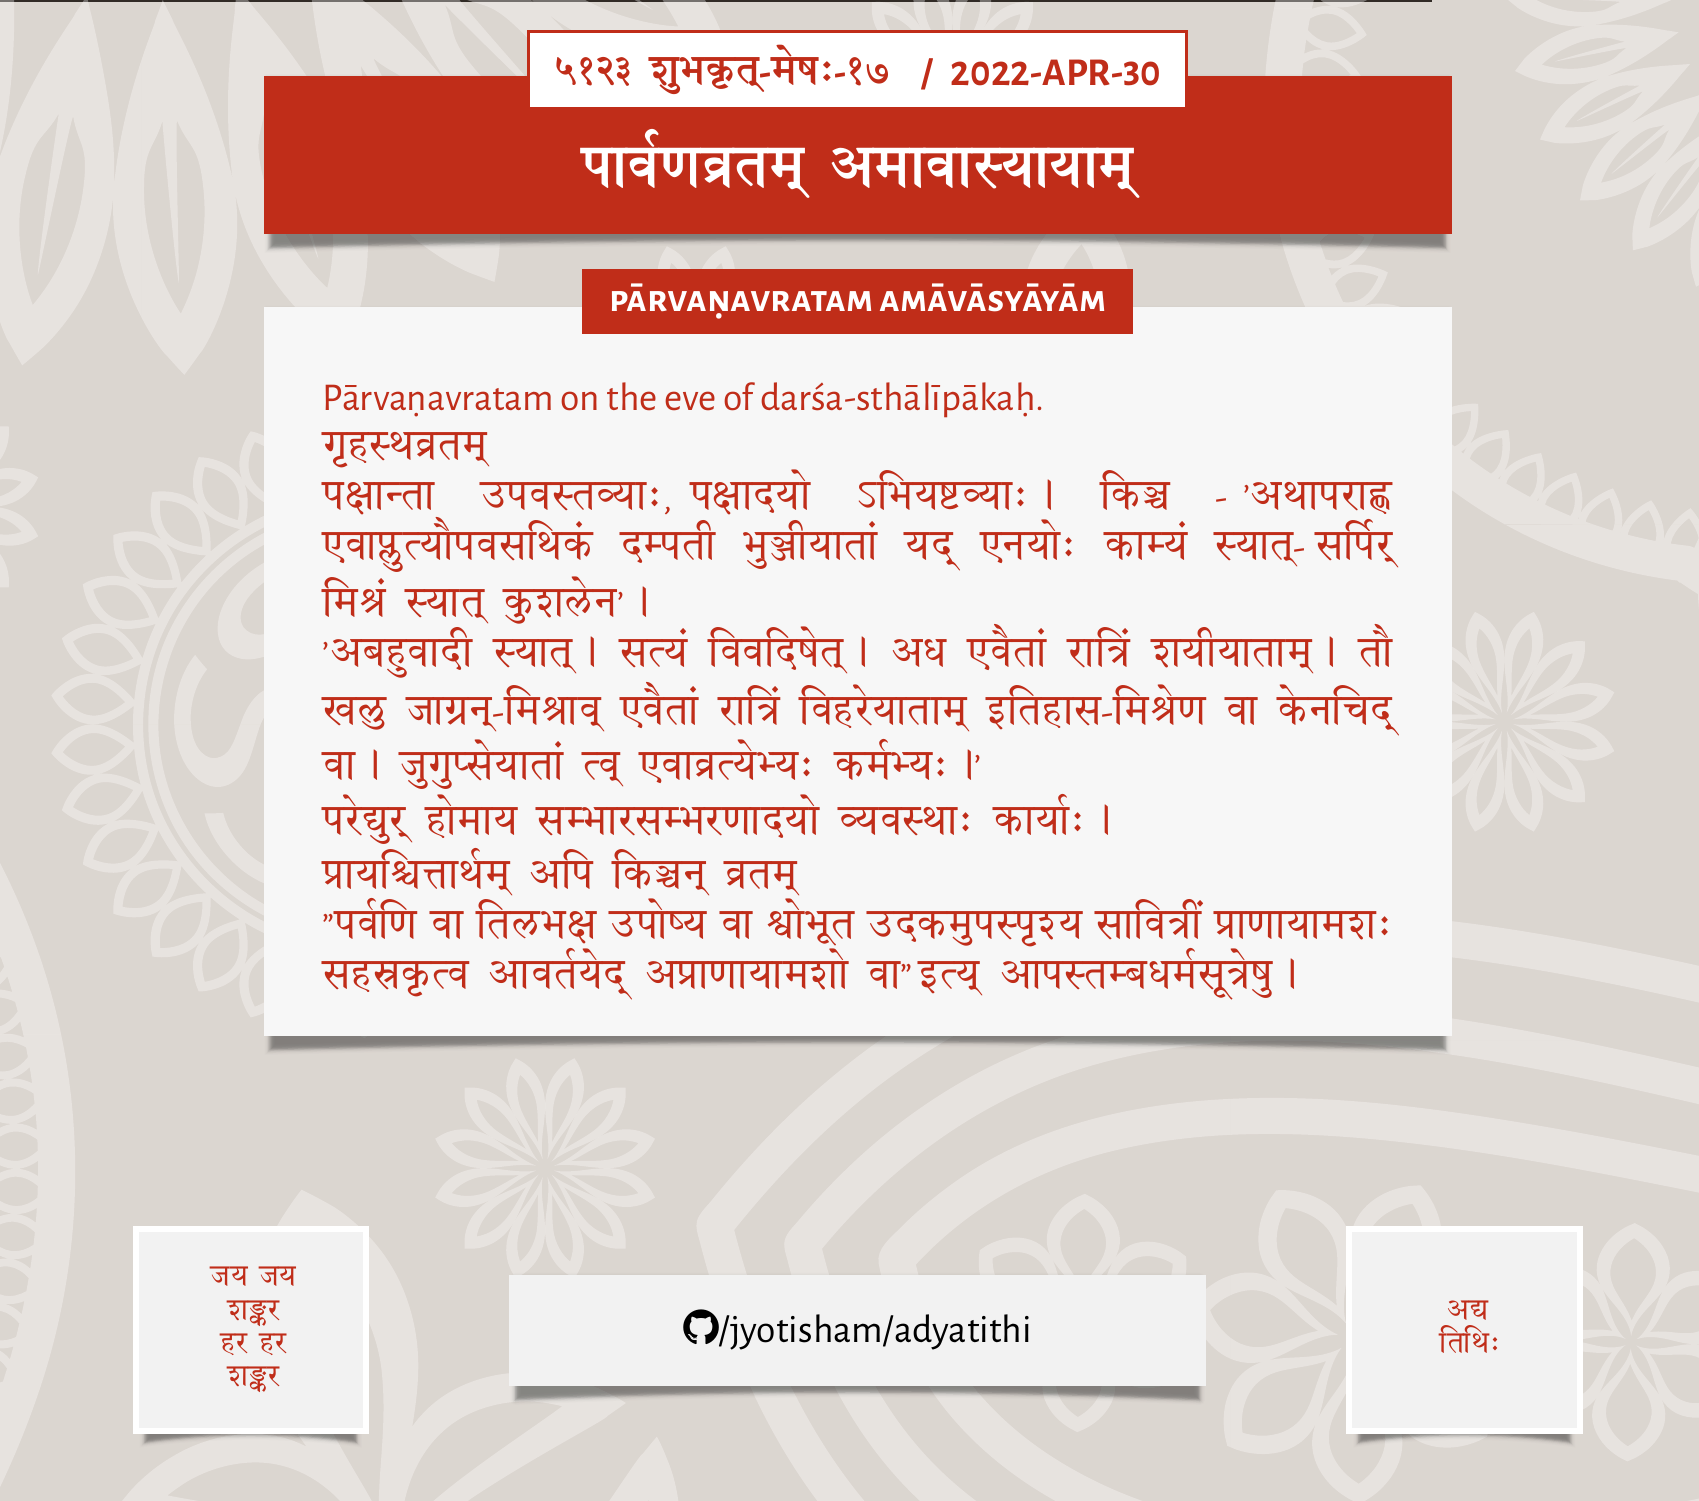 ५१२३ शुभकृत्-मेषः-१७ / 2022-APR-30
पार्वणव्रतम् अमावास्यायाम्
PĀRVAṆAVRATAM AMĀVĀSYĀYĀM
Pārvaṇavratam on the eve of darśa-sthālīpākaḥ.
गृहस्थव्रतम्
पक्षान्ता उपवस्तव्याः, पक्षादयो ऽभियष्टव्याः । किञ्च - ’अथापराह्ण
एवाप्लुत्यौपवसथिकं दम्पती भुञ्जीयातां यद् एनयोः काम्यं स्यात्- सर्पिर्
मिश्रं स्यात् कुशलेन’ ।
’अबहुवादी स्यात् । सत्यं विवदिषेत् । अध एवैतां रात्रिं शयीयाताम् । तौ
खलु जाग्रन्-मिश्राव् एवैतां रात्रिं विहरेयाताम् इतिहास-मिश्रेण वा केनचिद्
वा । जुगुप्सेयातां त्व् एवाव्रत्येभ्यः कर्मभ्यः ।’
परेद्युर् होमाय सम्भारसम्भरणादयो व्यवस्थाः कार्याः ।
प्रायश्चित्तार्थम् अपि किञ्चन् व्रतम्
”पर्वणि वा तिलभक्ष उपोष्य वा श्वोभूत उदकमुपस्पृश्य सावित्रीं प्राणायामशः
सहस्रकृत्व आवर्तयेद् अप्राणायामशो वा” इत्य् आपस्तम्बधर्मसूत्रेषु ।
जय जय
शङ्कर
हर हर
शङ्कर
/jyotisham/adyatithi
अद्य
तिथिः